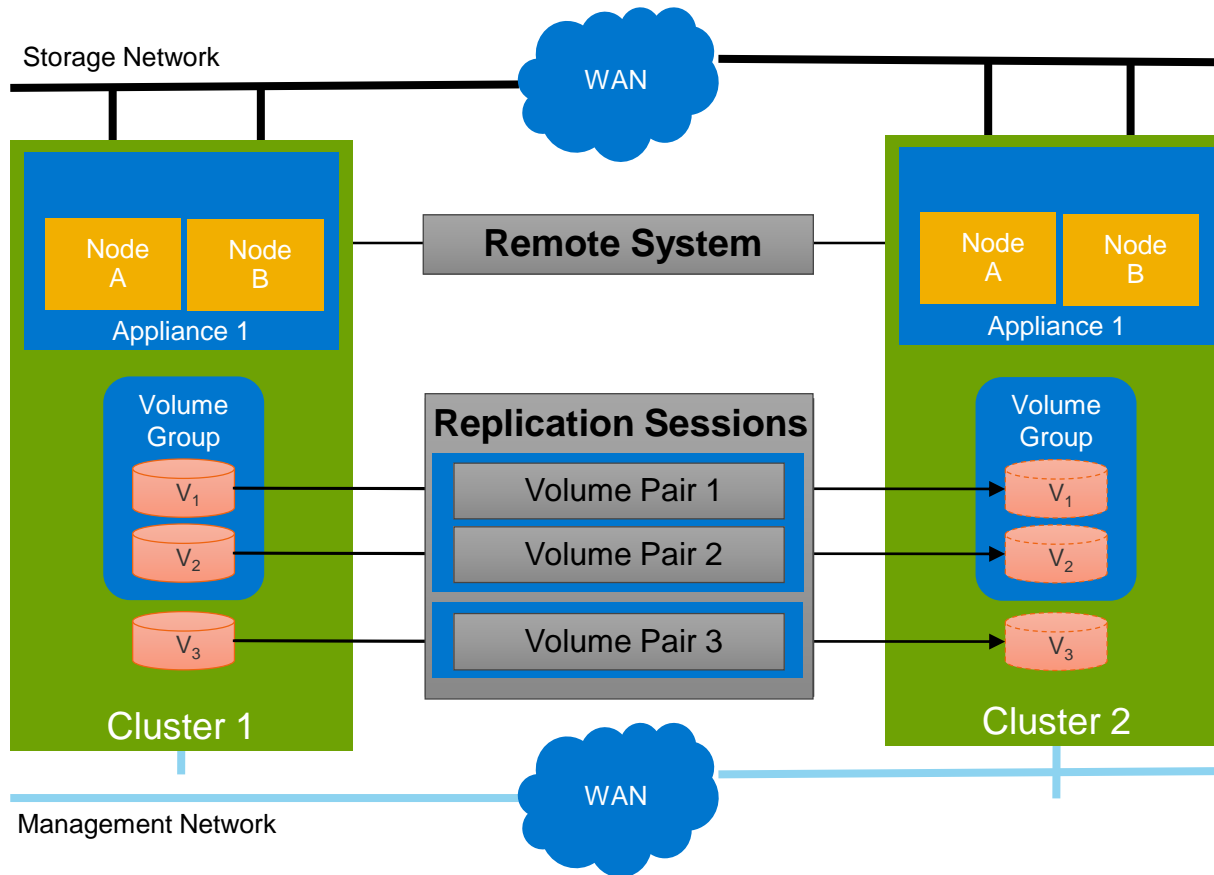 Storage Network
WAN
Node
A
Node
B
Appliance 1
Remote System
Node
A
Node
B
Appliance 1
Volume
Group
V1
V2
V3
Cluster 1
Replication Sessions
Volume Pair 1
Volume Pair 2
Volume Pair 3
Volume
Group
V1
V2
V3
Cluster 2
WAN
Management Network